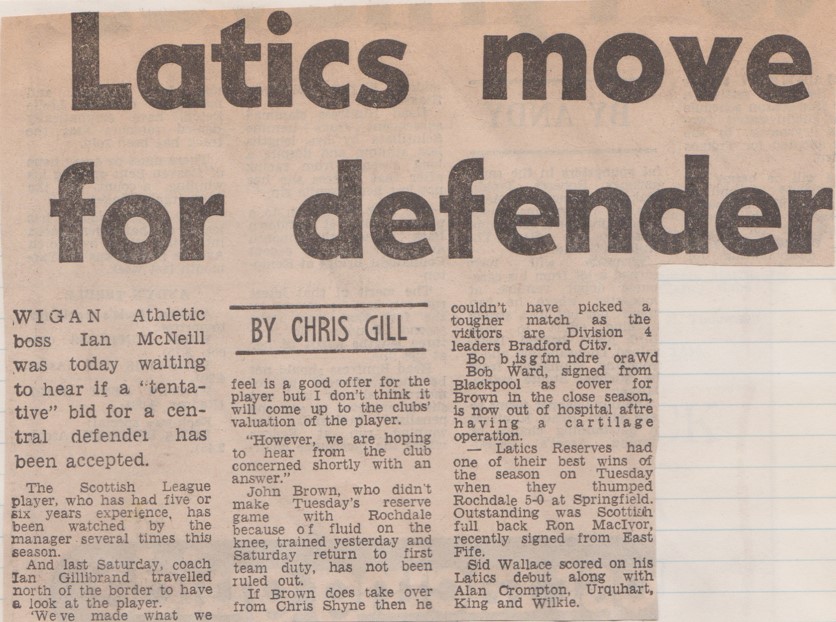 Latics move
for defender
WIGAN Athletic
boss Ian McNeill
was today waiting
to hear if a "tenta-
tive" bid for a cen-
tral defender has
been accepted.
The Scottish League
player, who has had five or
six years experience, has
been watched by the
manager several times this
season.
And last Saturday, coach
Ian Gillibrand travelled
north of the border to have
a look at the player.
'We've made what we
BY CHRIS GILL
feel is a good offer for the
player but I don't think it
will come up to the clubs'
valuation of the player.
"However, we are hoping
to hear from the club
concerned shortly with an
answer."
John Brown, who didn't
make Tuesday's reserve
game with Rochdale
because of fluid on the
knee, trained yesterday and
Saturday return to first
team duty, has not been
ruled out.
If Brown does take over
from Chris Shyne then he
couldn't have picked a
tougher match as the
visitors are Division 4
leaders Bradford City.
Bo b,is g fm ndre oraWd
Bob Ward, signed from
Blackpool as cover for
Brown in the close season,
is now out of hospital aftre
having a cartilage
operation.
— Latics Reserves had
one of their best wins of
the season on Tuesday
when they thumped
Rochdale 5-0 at Springfield.
Outstanding was Scottish
full back Ron MacIvor,
recently signed from East
Fife.
Sid Wallace scored on his
Latics debut along with
Alan Crompton, Urquhart,
King and Wilkie.